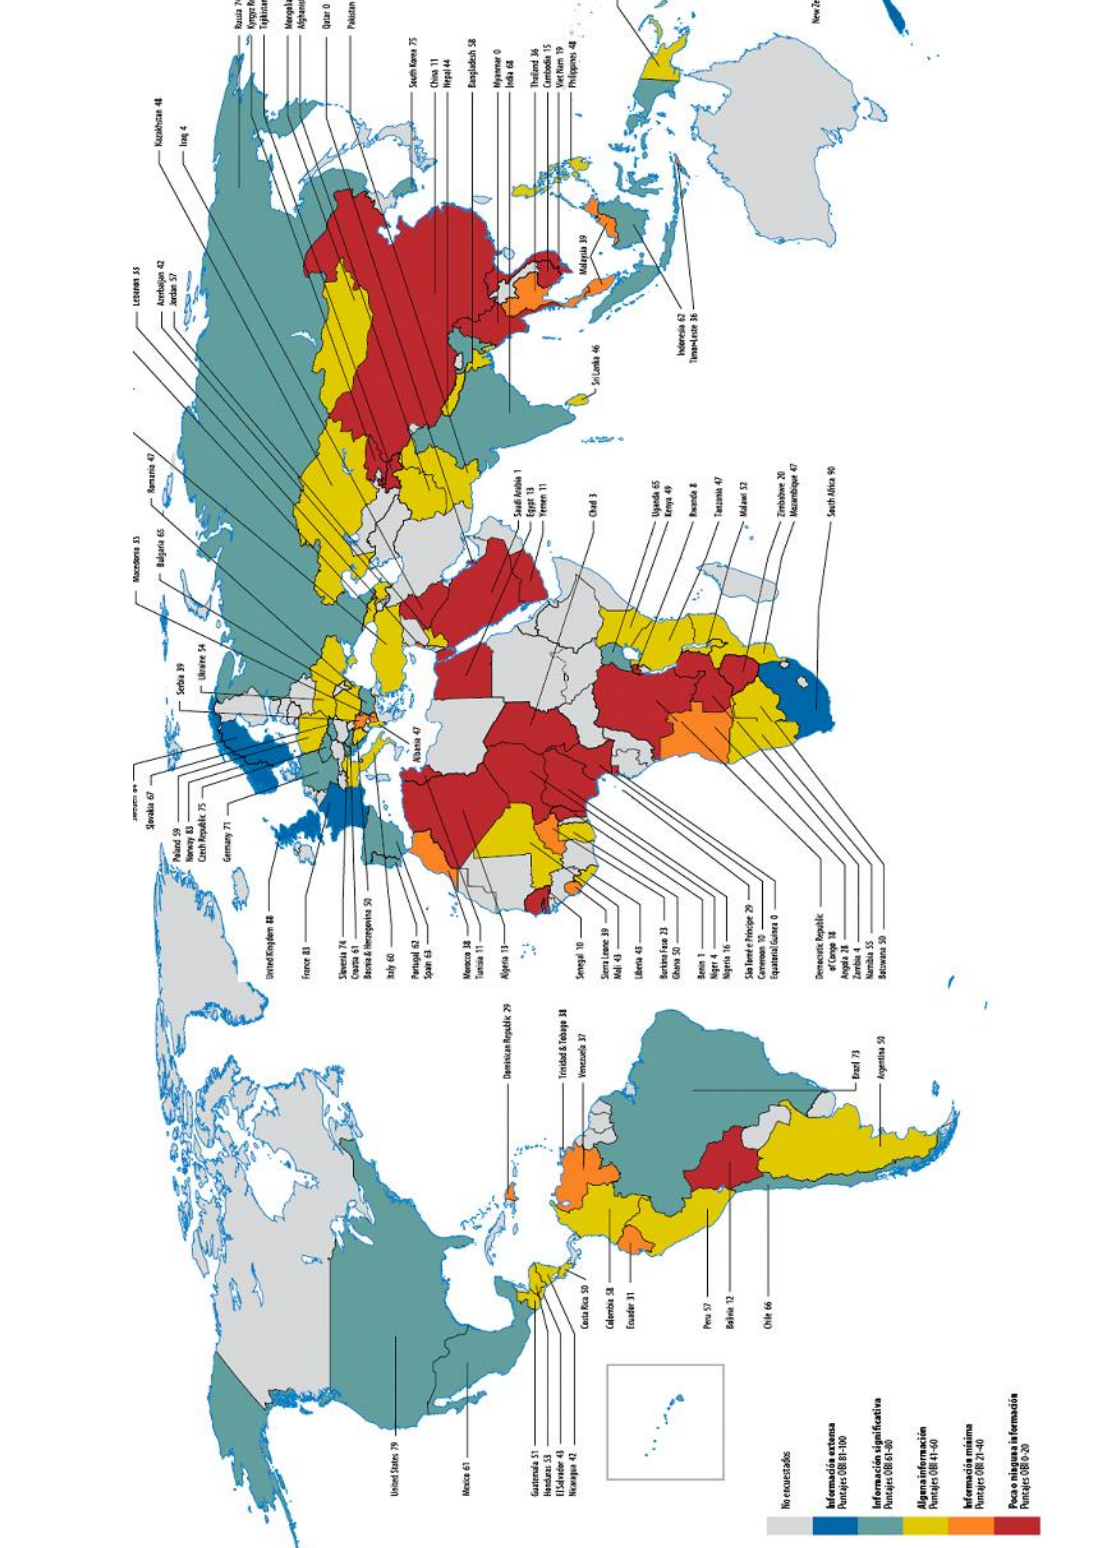 United States 79
Mexico 61
Guatemala 51
Honduras 53
El Salvador 43
Nicaragua 42
Costa Rica 50
Colombia 58
Ecuador 31
Peru 57
Bolivia 12
Chile 66
Dominican Republic 29
Trinidad & Tobago 38
Venezuela 37
Brazil 73
Argentina 50
Slovakia 67
Poland 59
Norway 83
Czech Republic 75
Germany 71
United Kingdom 88
France 83
Slovenia 74
Croatia 61
Bosnia & Herzegovina 50
Italy 60
Portugal 62
Spain 63
Morocco 38
Tunisia 11
Algeria 13
Senegal 10
Sierra Leone 39
Mali 43
Liberia 43
Burkina Faso 23
Ghana 50
Benin 1
Niger 4
Nigeria 16
São Tomé e Príncipe 29
Cameroon 10
Equatorial Guinea 0
Democratic Republic
of Congo 18
Angola 28
Zambia 4
Namibia 55
Botswana 50
Macedonia 35
Bulgaria 65
Serbia 39
Ukraine 54
Romania 47
Albania 47
Lebanon 33
Azerbaijan 42
Jordan 57
Kazakhstan 48
Iraq 4
Saudi Arabia 1
Egypt 13
Yemen 11
Chad 3
Uganda 65
Kenya 49
Rwanda 8
Tanzania 47
Malawi 52
Zimbabwe 20
Mozambique 47
South Africa 90
Russia
Qatar 0
Pakistan
South Korea 75
China 11
Nepal 44
Bangladesh 58
Myanmar 0
India 68
Thailand 36
Cambodia 15
Viet Nam 19
Philippines 48
Malaysia 39
Indonesia 62
Timor-Leste 36
Sri Lanka 46
No encuestados
Información extensa
Puntajes OBI 81-100
Información significativa
Puntajes OBI 61-80
Alguna información
Puntajes OBI 41-60
Información mínima
Puntajes OBI 21-40
Poca o ninguna información
Puntajes OBI 0-20